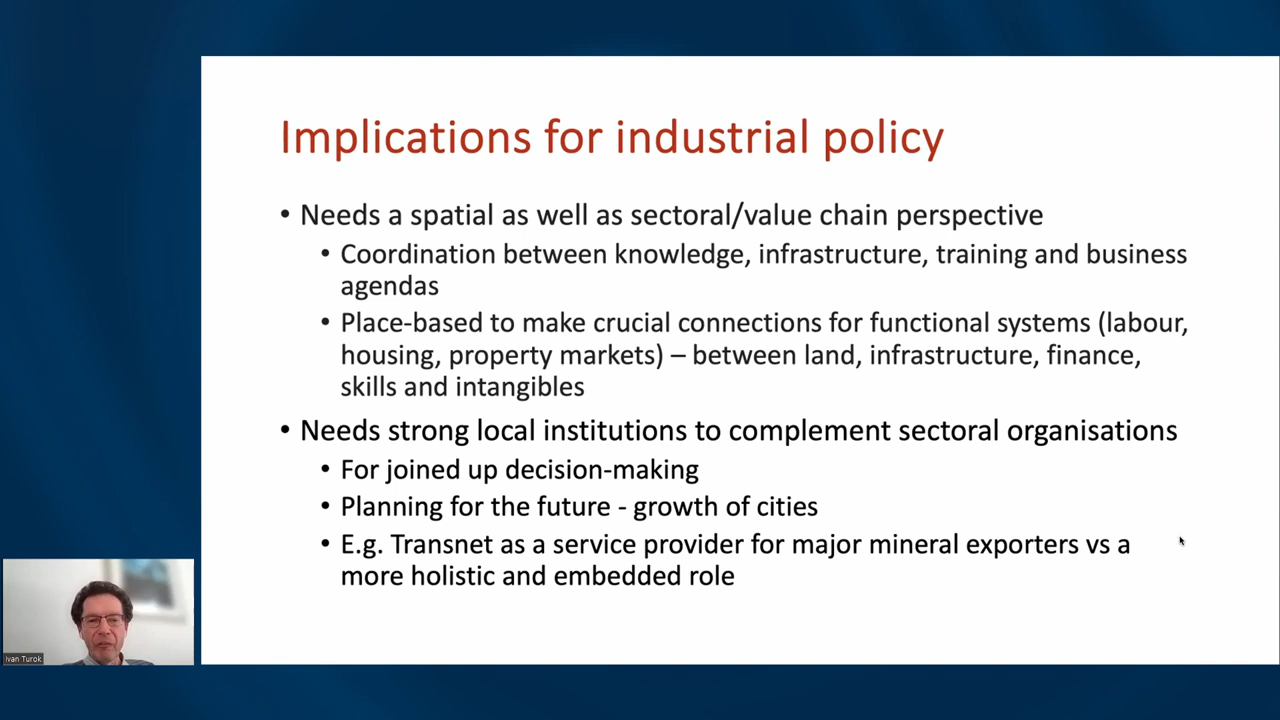 Implications for industrial policy
• Needs a spatial as well as sectoral/value chain perspective
• Coordination between knowledge, infrastructure, training and business
agendas
• Place-based to make crucial connections for functional systems (labour,
housing, property markets) – between land, infrastructure, finance,
skills and intangibles
• Needs strong local institutions to complement sectoral organisations
• For joined up decision-making
• Planning for the future - growth of cities
• E.g. Transnet as a service provider for major mineral exporters vs a
more holistic and embedded role
Ivan Turok